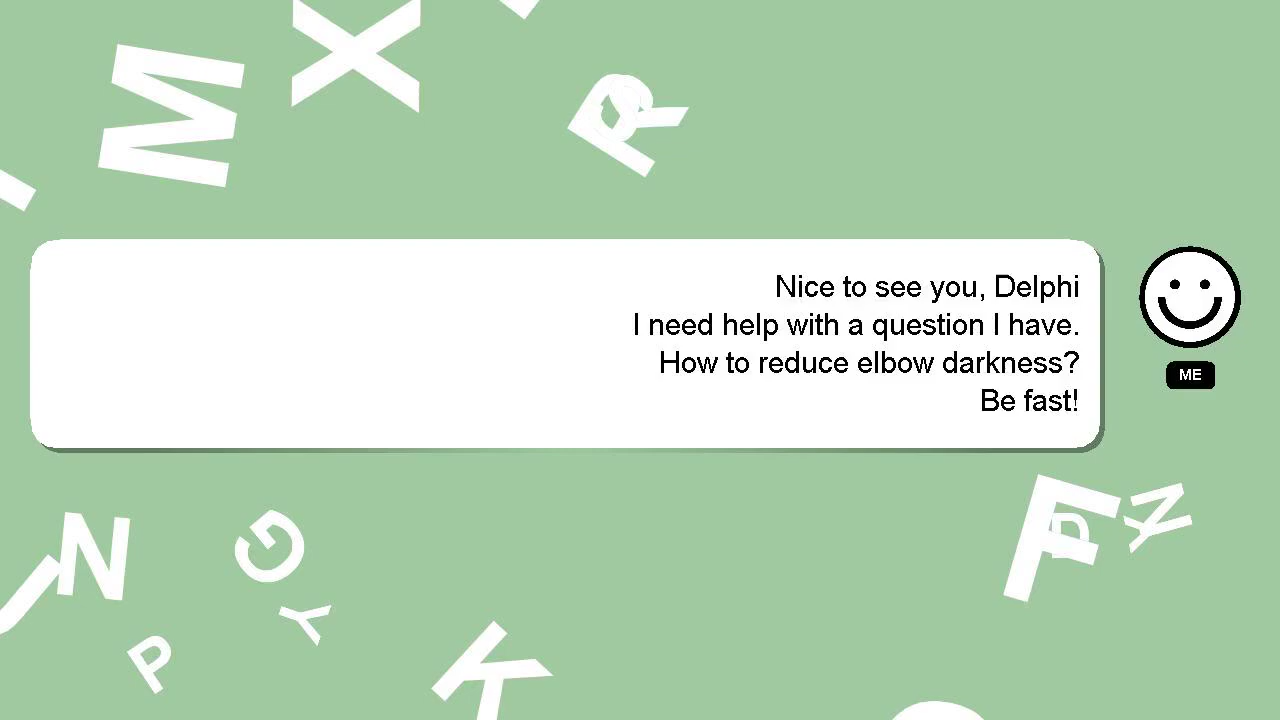 M
X
R
Nice to see you, Delphi
I need help with a question I have.
How to reduce elbow darkness?
Be fast!
ME
F
D
N
G
Y
P
K